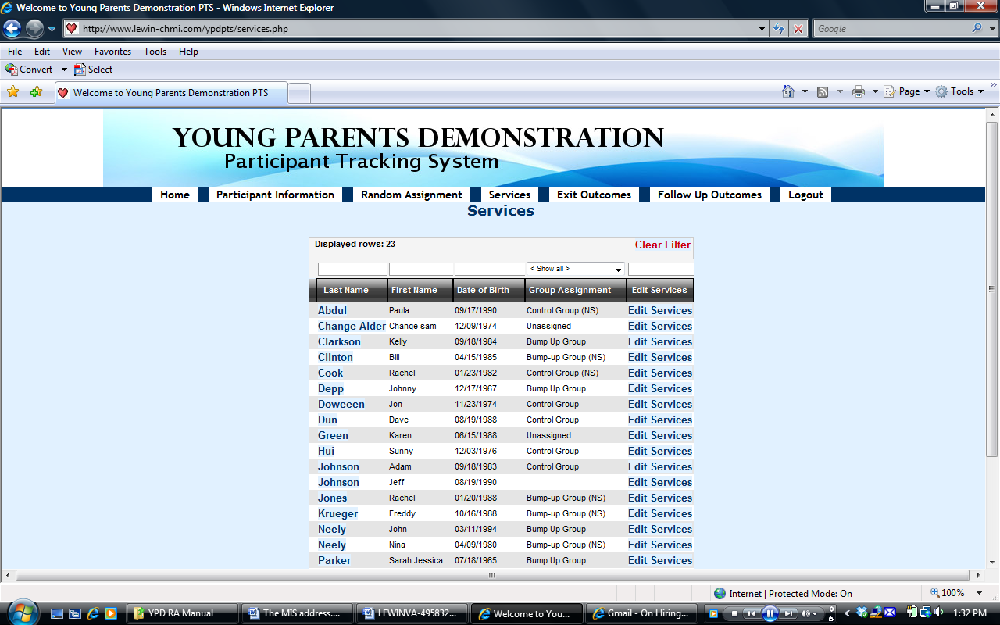 Welcome to Young Parents Demonstration PTS - Windows Internet Explorer
http://www.lewin-chmi.com/ypdpts/services.php
Google
File Edit View Favorites Tools Help
Convert Select
Welcome to Young Parents Demonstration PTS
Page Tools
YOUNG PARENTS DEMONSTRATION
Participant Tracking System
Home Participant Information Random Assignment Services Exit Outcomes Follow Up Outcomes Logout
Services
Displayed rows: 23 Clear Filter
< Show all >
Last Name First Name Date of Birth Group Assignment Edit Services
Abdul Paula 09/17/1990 Control Group (NS) Edit Services
Change Alder Change sam 12/09/1974 Unassigned Edit Services
Clarkson Kelly 09/18/1984 Bump Up Group Edit Services
Clinton Bill 04/15/1985 Bump-up Group (NS) Edit Services
Cook Rachel 01/23/1982 Control Group (NS) Edit Services
Depp Johnny 12/17/1967 Bump Up Group Edit Services
Doweeen Jon 11/23/1974 Control Group Edit Services
Dun Dave 08/19/1988 Control Group Edit Services
Green Karen 06/15/1988 Unassigned Edit Services
Hui Sunny 12/03/1976 Control Group Edit Services
Johnson Adam 09/18/1983 Control Group Edit Services
Johnson Jeff 08/19/1990 Edit Services
Jones Rachel 01/20/1988 Bump-up Group (NS) Edit Services
Krueger Freddy 10/16/1988 Bump-up Group (NS) Edit Services
Neely John 03/11/1994 Bump Up Group Edit Services
Neely Nina 04/09/1980 Bump-up Group (NS) Edit Services
Parker Sarah Jessica 07/18/1965 Bump Up Group Edit Services
Internet | Protected Mode: On 100%
YPD RA Manual The MIS address.... LEWINVA-495832... Welcome to You... Gmail - On Hiring... 1:32 PM